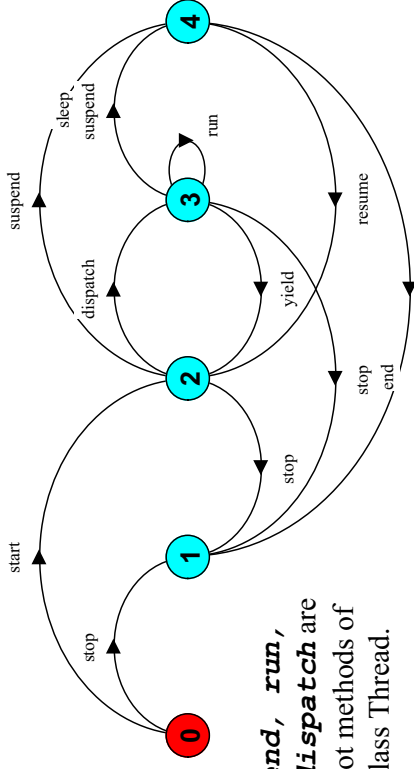 start
suspend
sleep
stop
dispatch
suspend
0
1
2
3
4
run
stop
yield
stop
end
resume
end, run,
dispatch are
ot methods of
lass Thread.